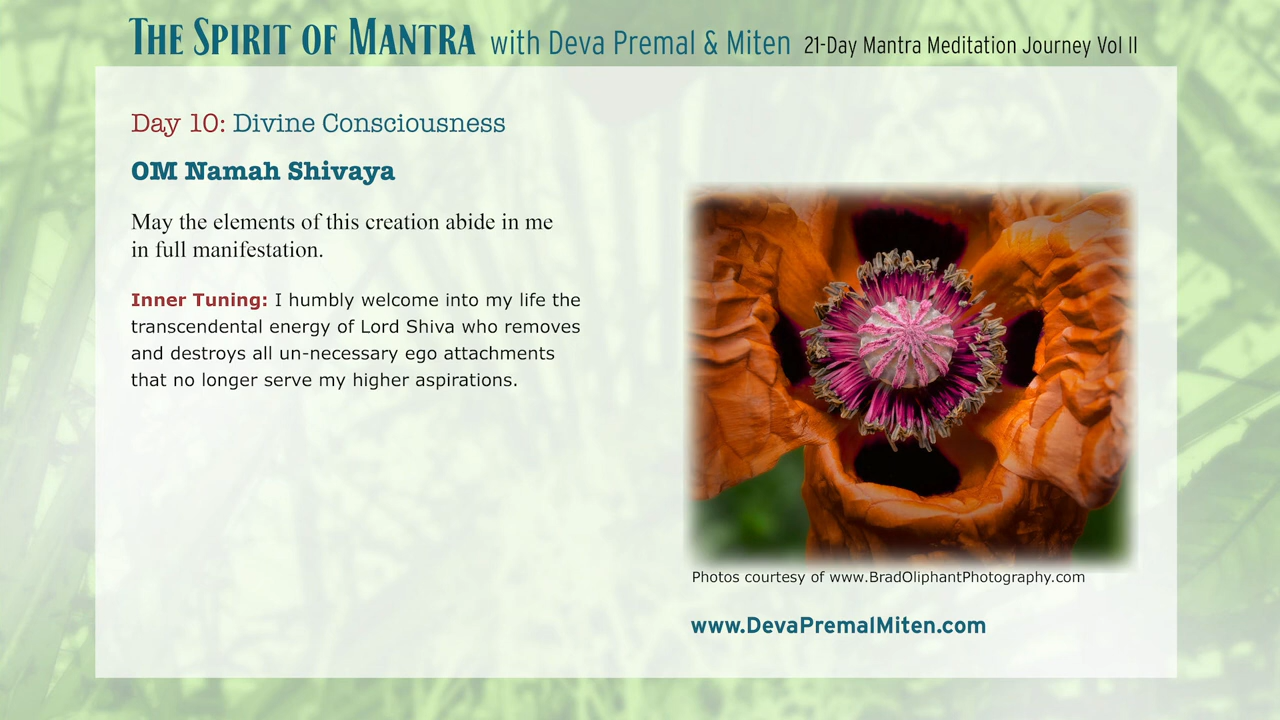 The Spirit of Mantra with Deva Premal & Miten 21-Day Mantra Meditation Journey Vol II
Day 10: Divine Consciousness
OM Namah Shivaya
May the elements of this creation abide in me
in full manifestation.
Inner Tuning: I humbly welcome into my life the
transcendental energy of Lord Shiva who removes
and destroys all un-necessary ego attachments
that no longer serve my higher aspirations.
Photos courtesy of www.BradOliphantPhotography.com
www.DevaPremalMiten.com